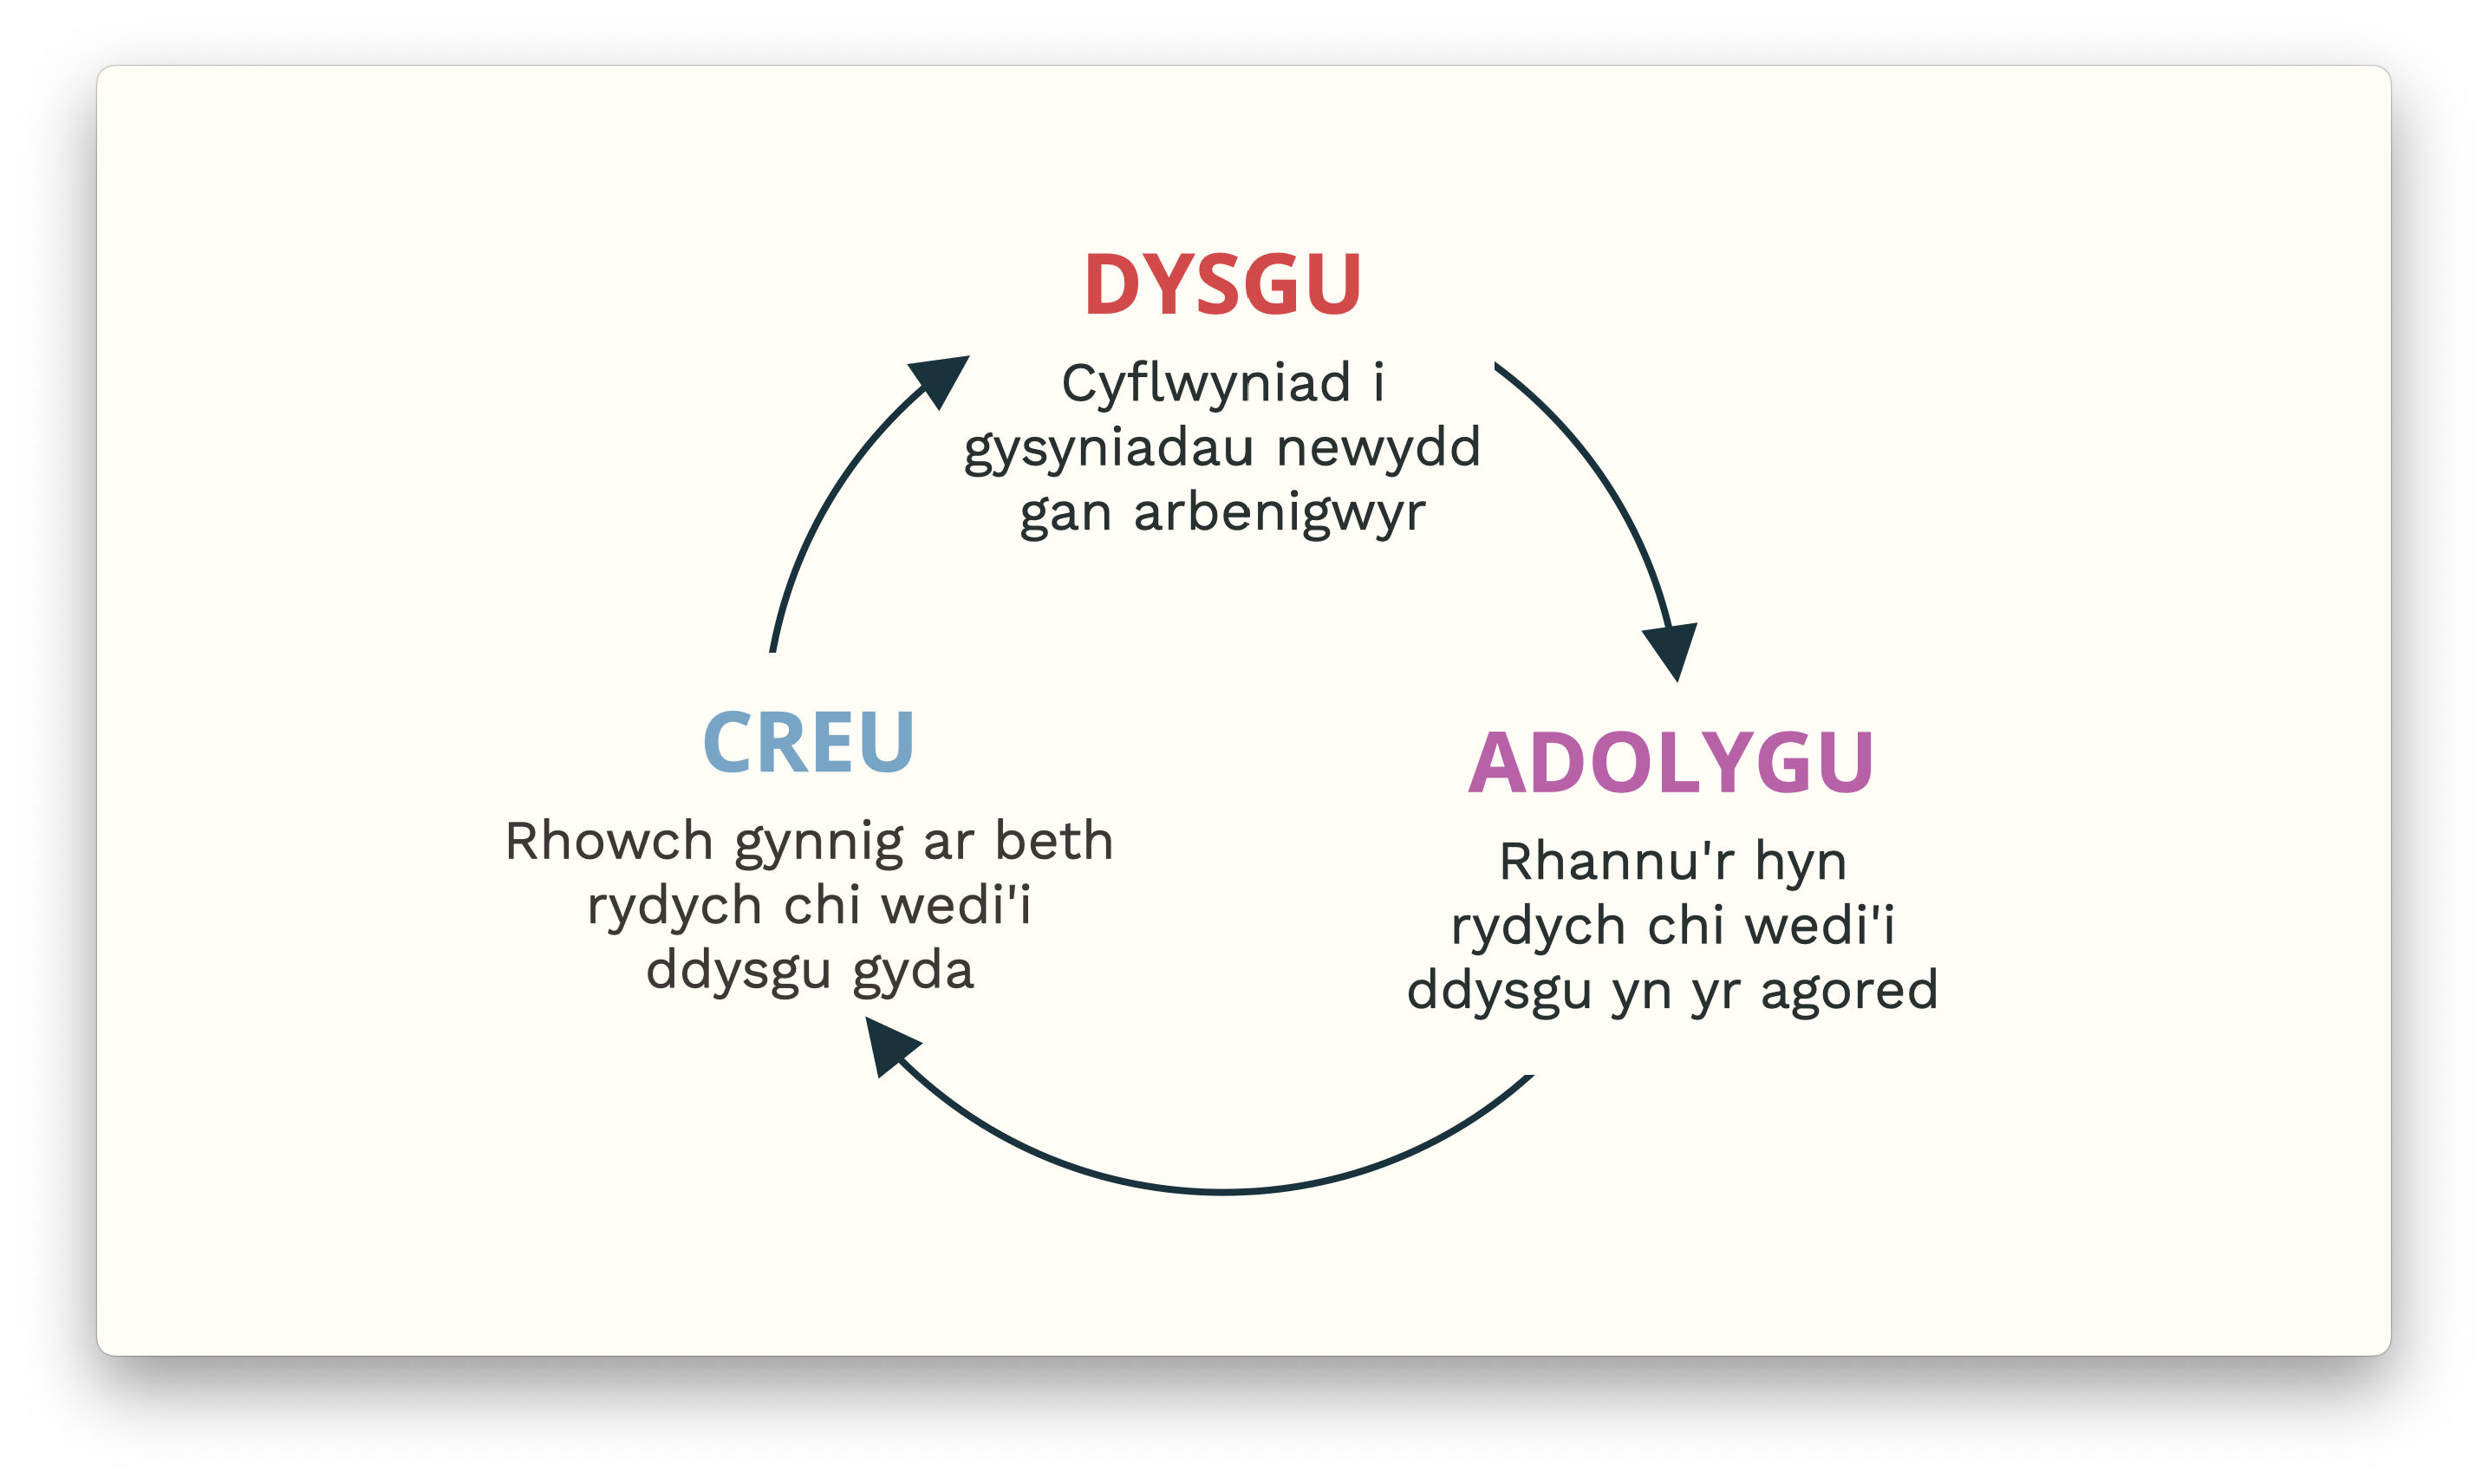 DYSGU
Cyflwyniad i
gysyniadau newydd
gan arbenigwyr
CREU
Rhowch gynnig ar beth
rydych chi wedi'i
ddysgu gyda
ADOLYGU
Rhannu'r hyn
rydych chi wedi'i
ddysgu yn yr agored